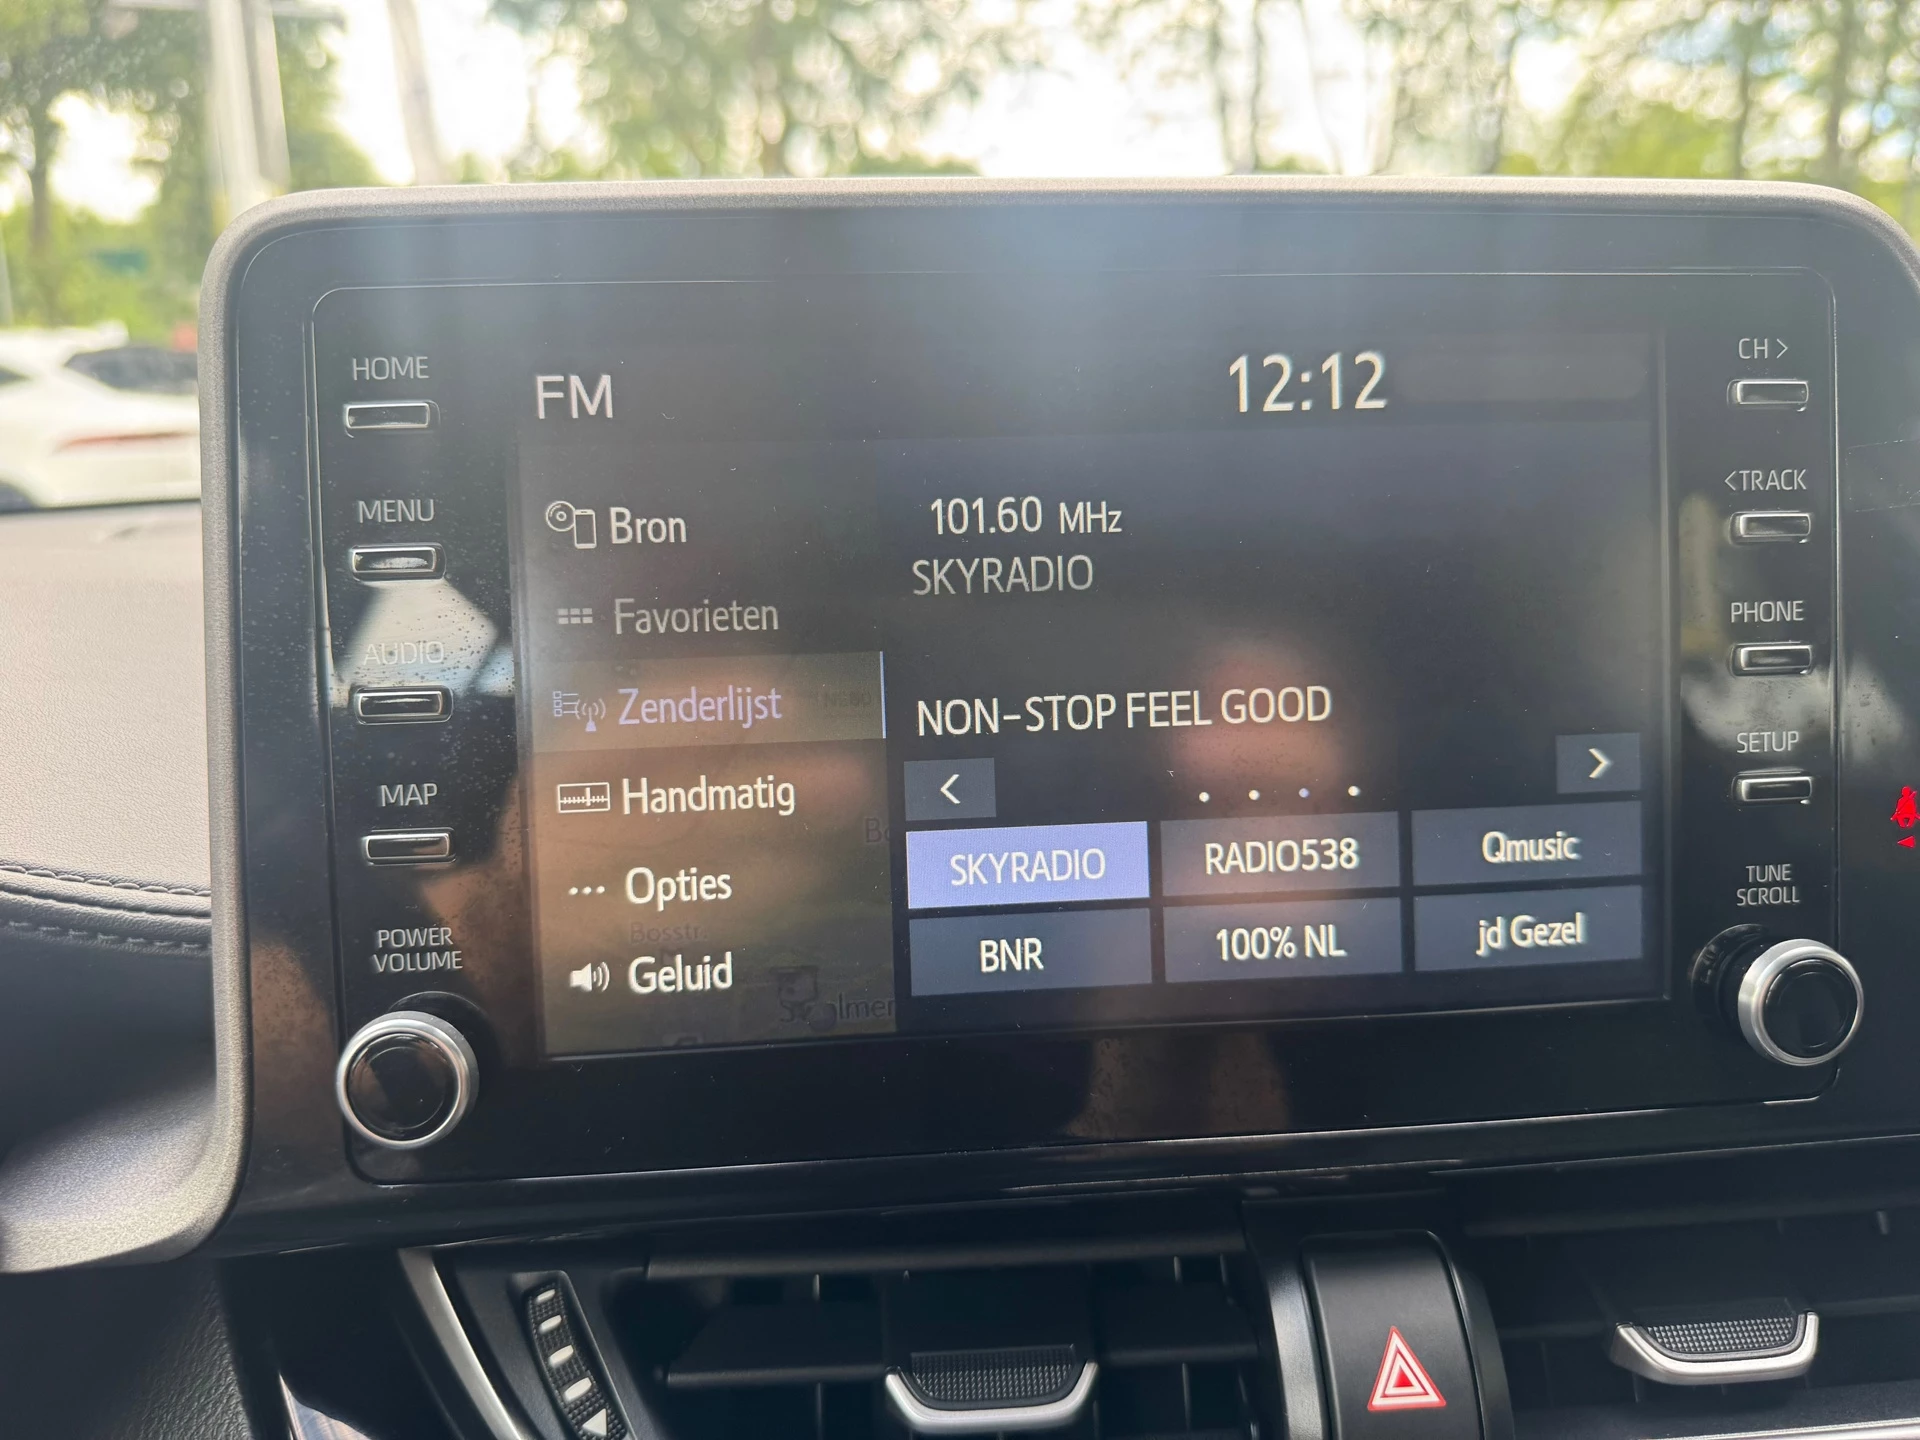 HOME
MENU
AUDIO
MAP
POWER
VOLUME
FM
12:12
Bron
Favorieten
Zenderlijst
Handmatig
Opties
Geluid
101.60 MHz
SKYRADIO
NON-STOP FEEL GOOD
<
>
SKYRADIO
RADIO538
Qmusic
BNR
100% NL
jd Gezel
CH >
<TRACK
PHONE
SETUP
TUNE
SCROLL